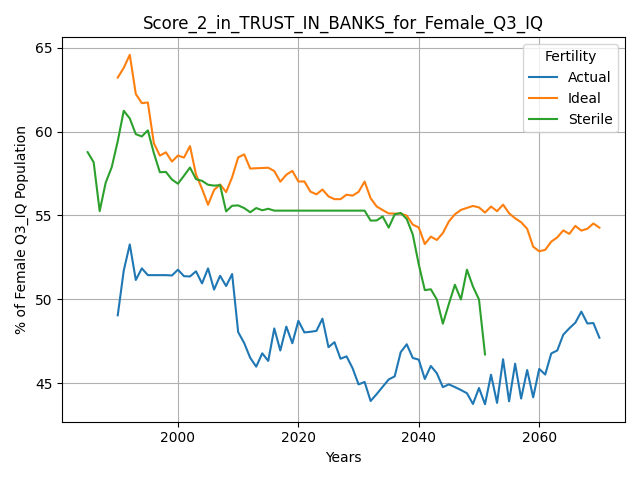 Score_2_in_TRUST_IN_BANKS_for_Female_Q3_IQ
Fertility
Actual
Ideal
Sterile
% of Female Q3_IQ Population
65
60
55
50
45
2000
2020
2040
2060
Years